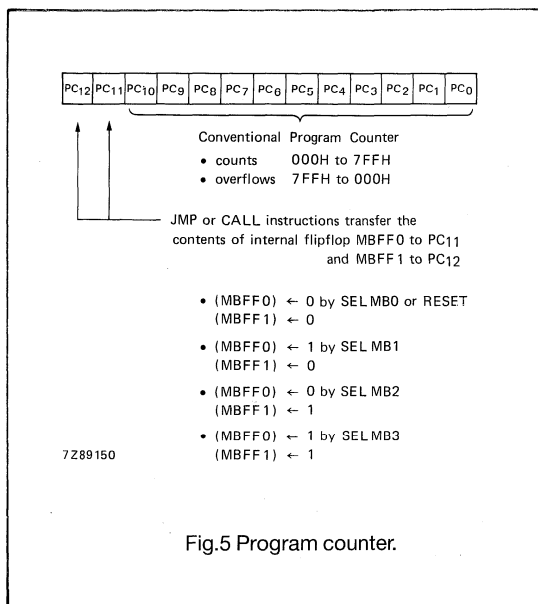 PC12 PC11 PC10 PC9 PC8 PC7 PC6 PC5 PC4 PC3 PC2 PC1 PC0
Conventional Program Counter
• counts 000H to 7FFH
• overflows 7FFH to 000H
JMP or CALL instructions transfer the
contents of internal flipflop MBFF0 to PC11
and MBFF1 to PC12
• (MBFF0) ← 0 by SEL MB0 or RESET
(MBFF1) ← 0
• (MBFF0) ← 1 by SEL MB1
(MBFF1) ← 0
• (MBFF0) ← 0 by SEL MB2
(MBFF1) ← 1
• (MBFF0) ← 1 by SEL MB3
(MBFF1) ← 1
7Z89150
Fig.5 Program counter.